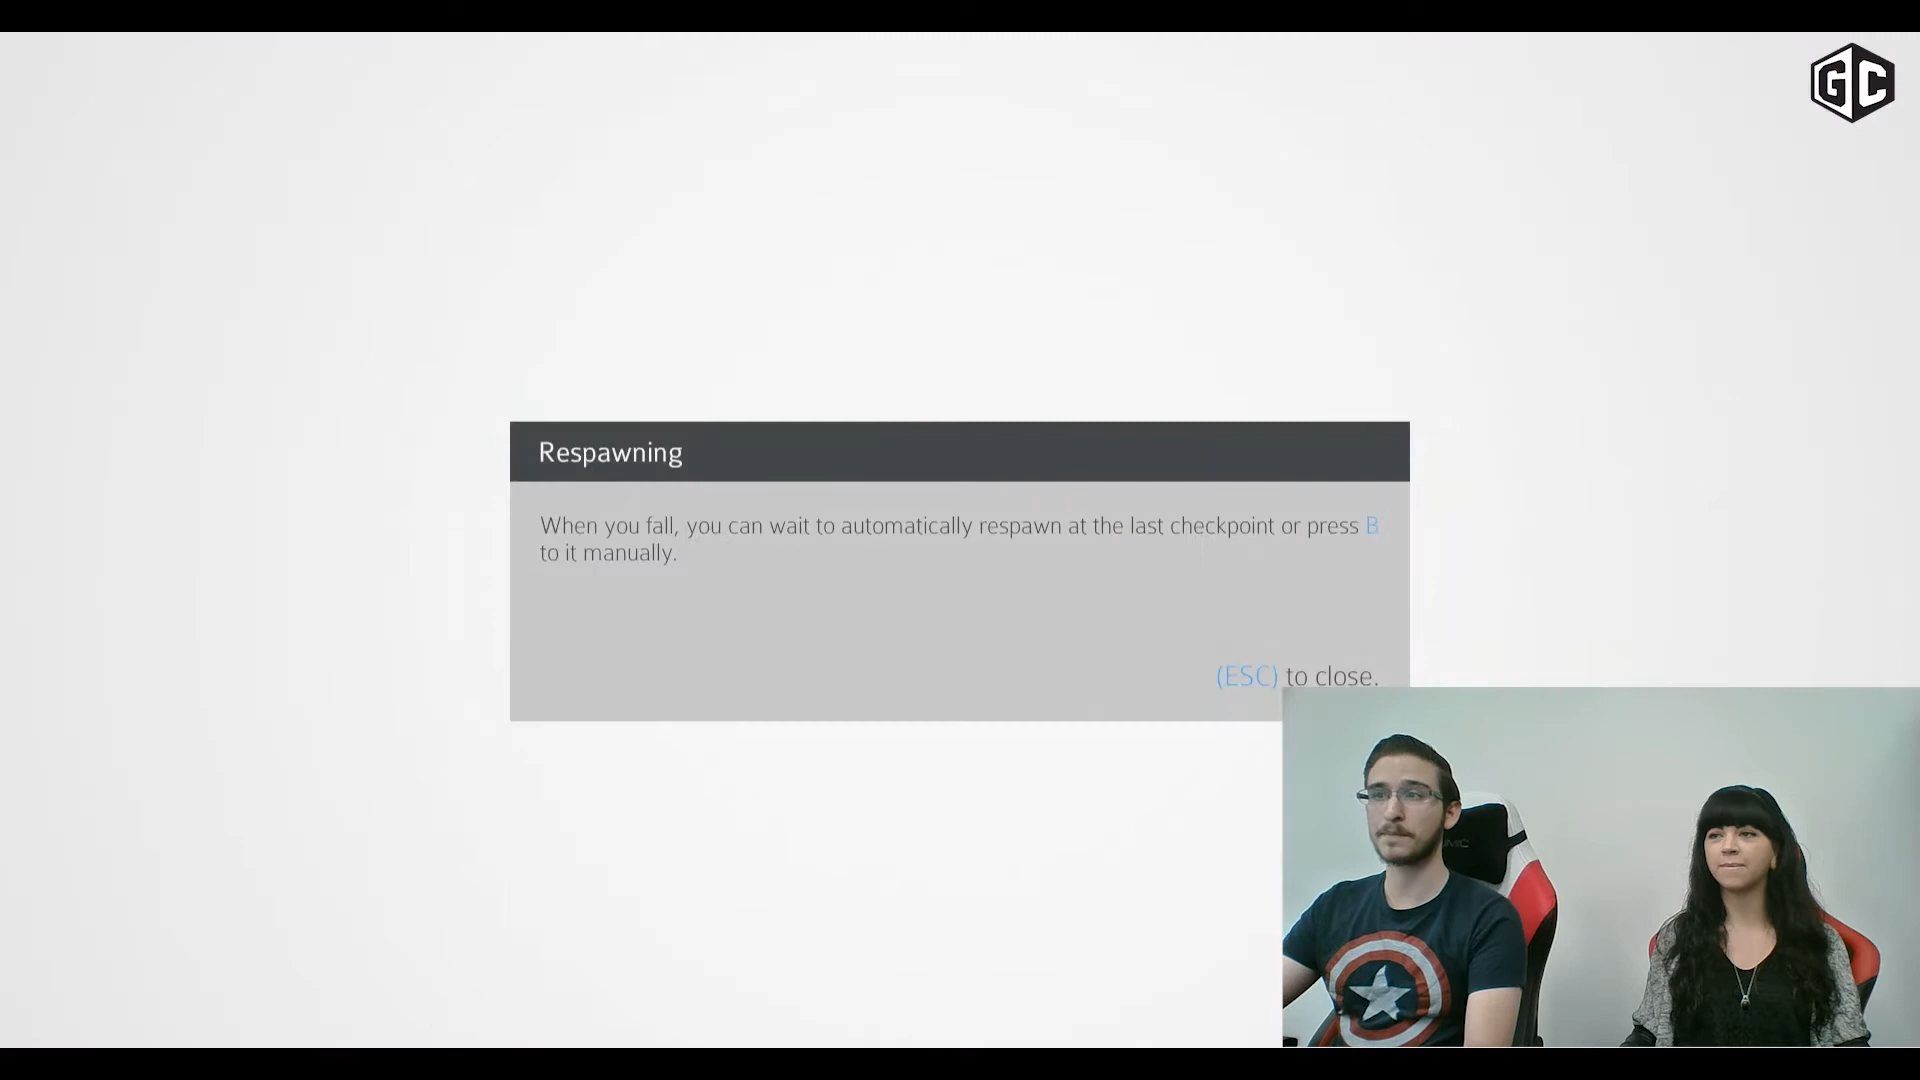 GC
Respawning
When you fall, you can wait to automatically respawn at the last checkpoint or press B
to it manually.
(ESC) to close.